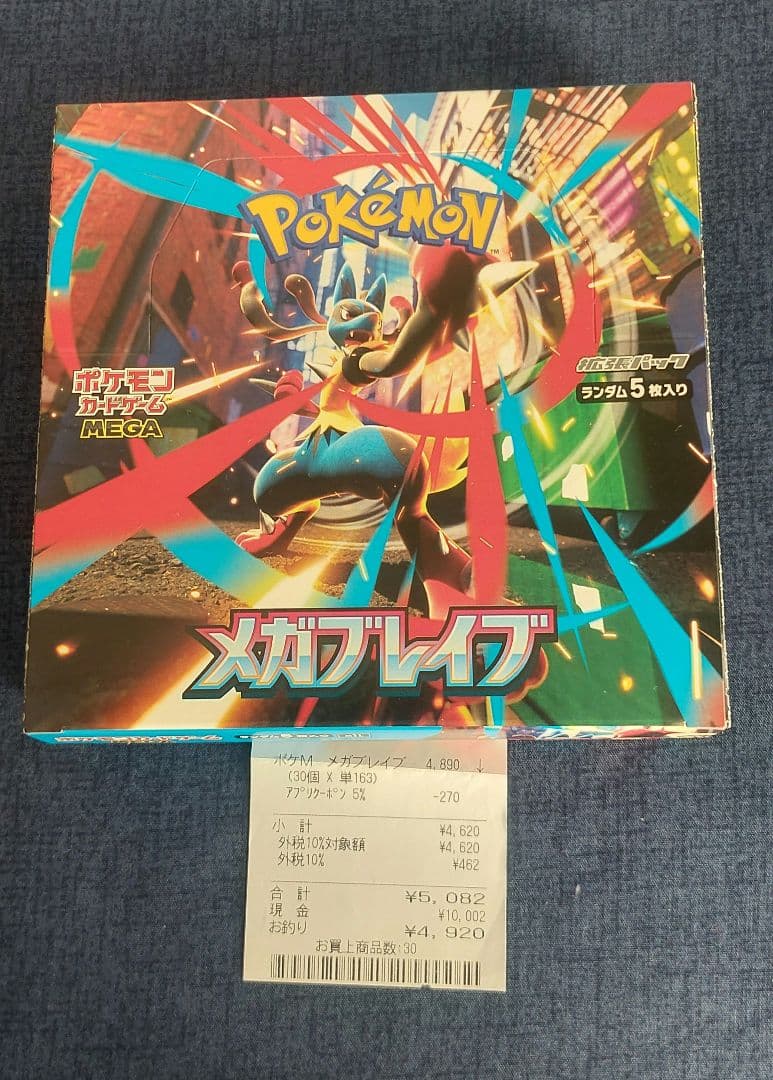 POKéMON
TM
ポケモン
カードゲーム
MEGA
拡張パック
ランダム5枚入り
メガブレイブ
ポケM メガブレイブ 4,890 ↓
(30個 X 単163)
アプリクーポン 5% -270
小 計 ¥4,620
外税10%対象額 ¥4,620
外税10% ¥462
合 計 ¥5,082
現 金 ¥10,002
お釣り ¥4,920
お買上商品数:30